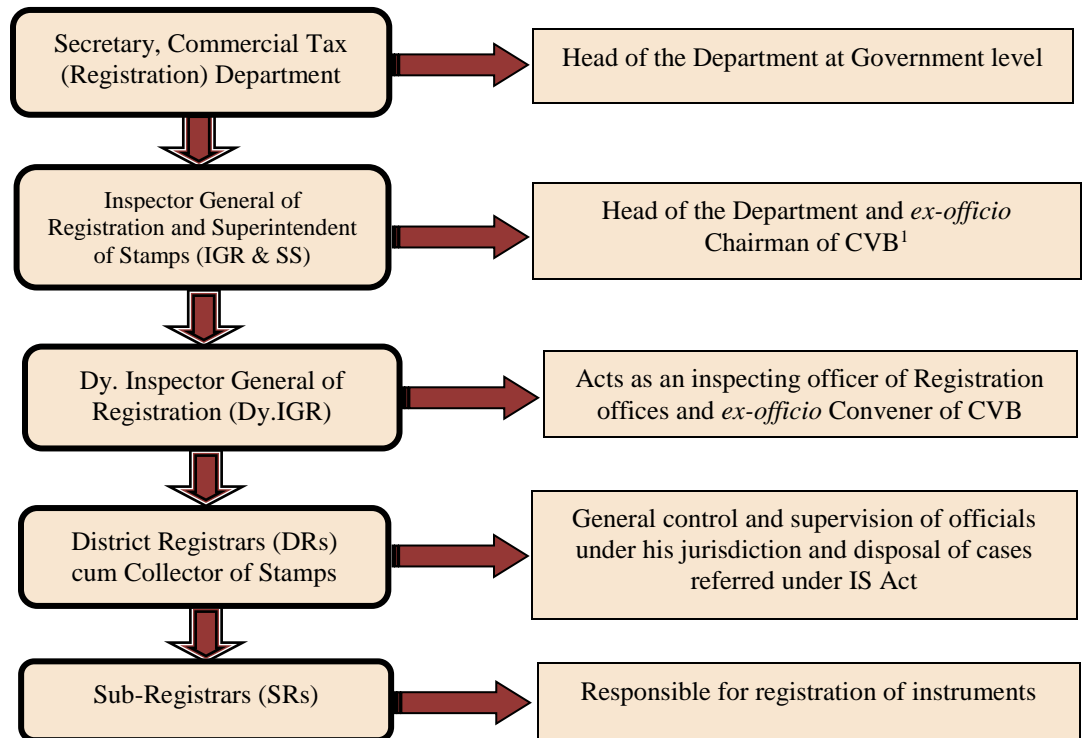 Secretary, Commercial Tax
(Registration) Department
Head of the Department at Government level
Inspector General of
Registration and Superintendent
of Stamps (IGR & SS)
Head of the Department and ex-officio
Chairman of CVB1
Dy. Inspector General of
Registration (Dy.IGR)
Acts as an inspecting officer of Registration
offices and ex-officio Convener of CVB
District Registrars (DRs)
cum Collector of Stamps
General control and supervision of officials
under his jurisdiction and disposal of cases
referred under IS Act
Sub-Registrars (SRs)
Responsible for registration of instruments